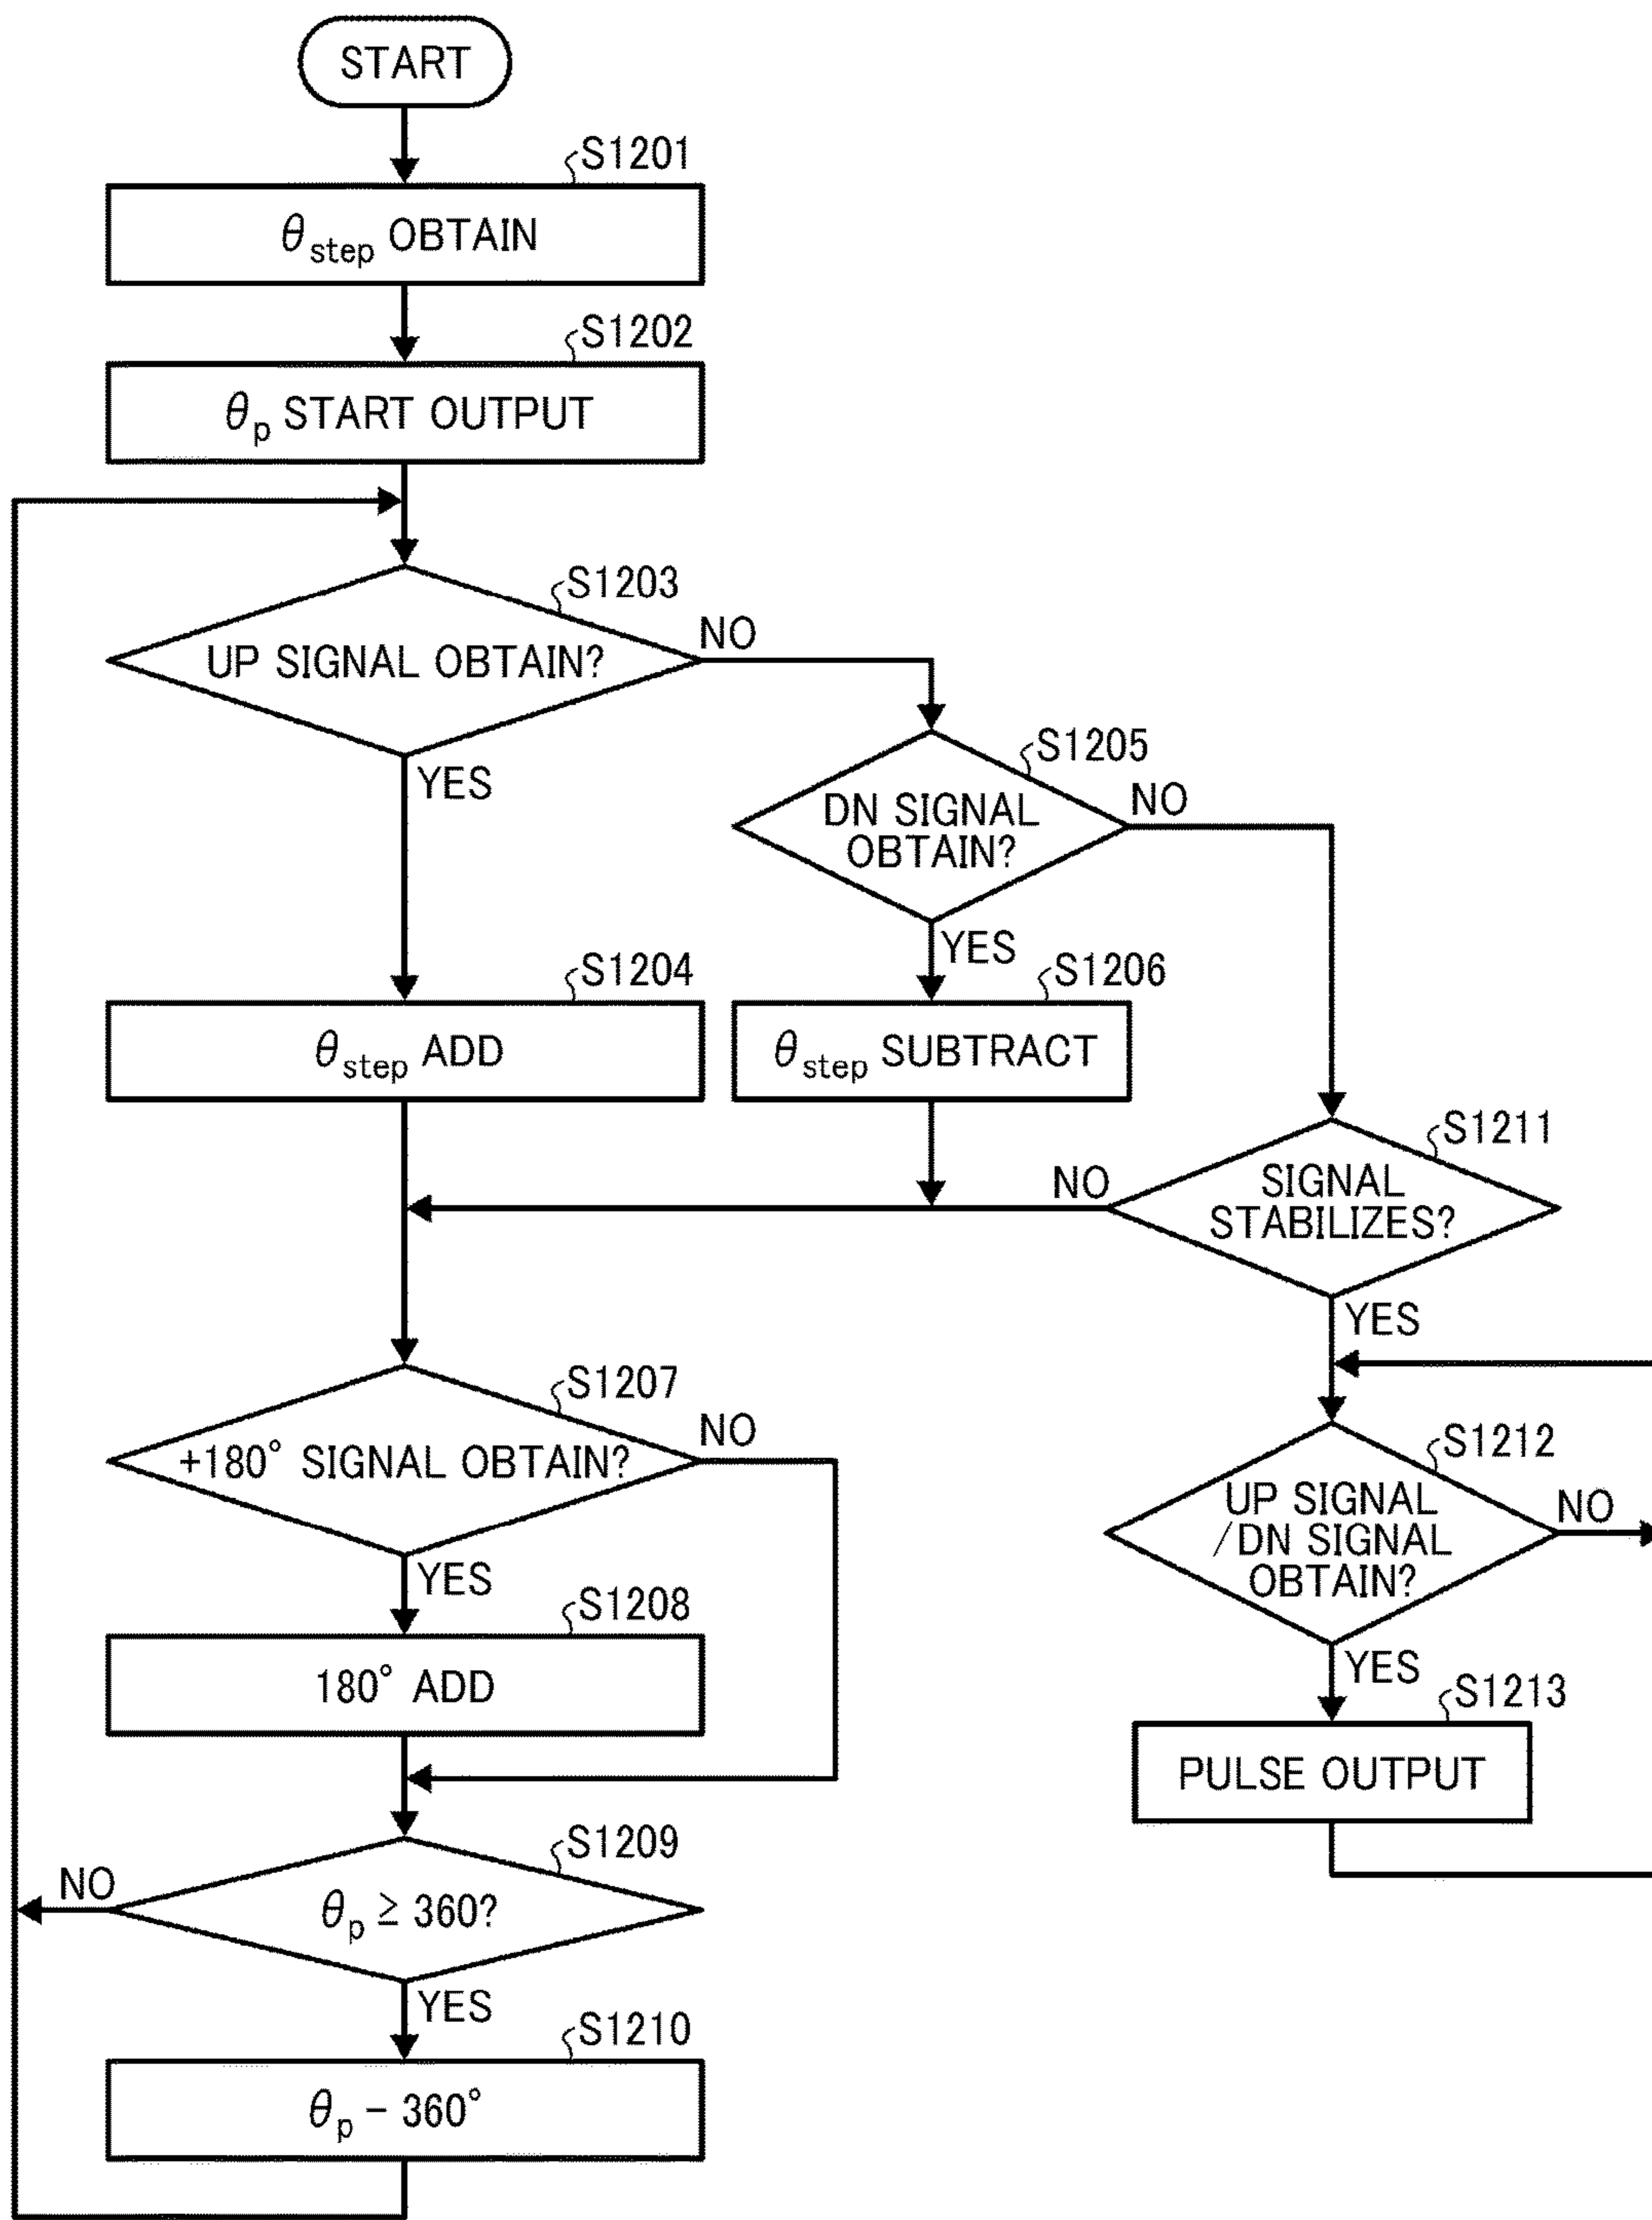 START
S1201
θstep OBTAIN
S1202
θp START OUTPUT
S1203
UP SIGNAL OBTAIN?
NO
YES
S1205
DN SIGNAL
OBTAIN?
NO
YES
S1204
θstep ADD
S1206
θstep SUBTRACT
S1211
SIGNAL
STABILIZES?
NO
YES
S1207
+180° SIGNAL OBTAIN?
NO
YES
S1212
UP SIGNAL
/DN SIGNAL
OBTAIN?
NO
YES
S1208
180° ADD
S1213
PULSE OUTPUT
S1209
θp ≥ 360?
NO
YES
S1210
θp − 360°